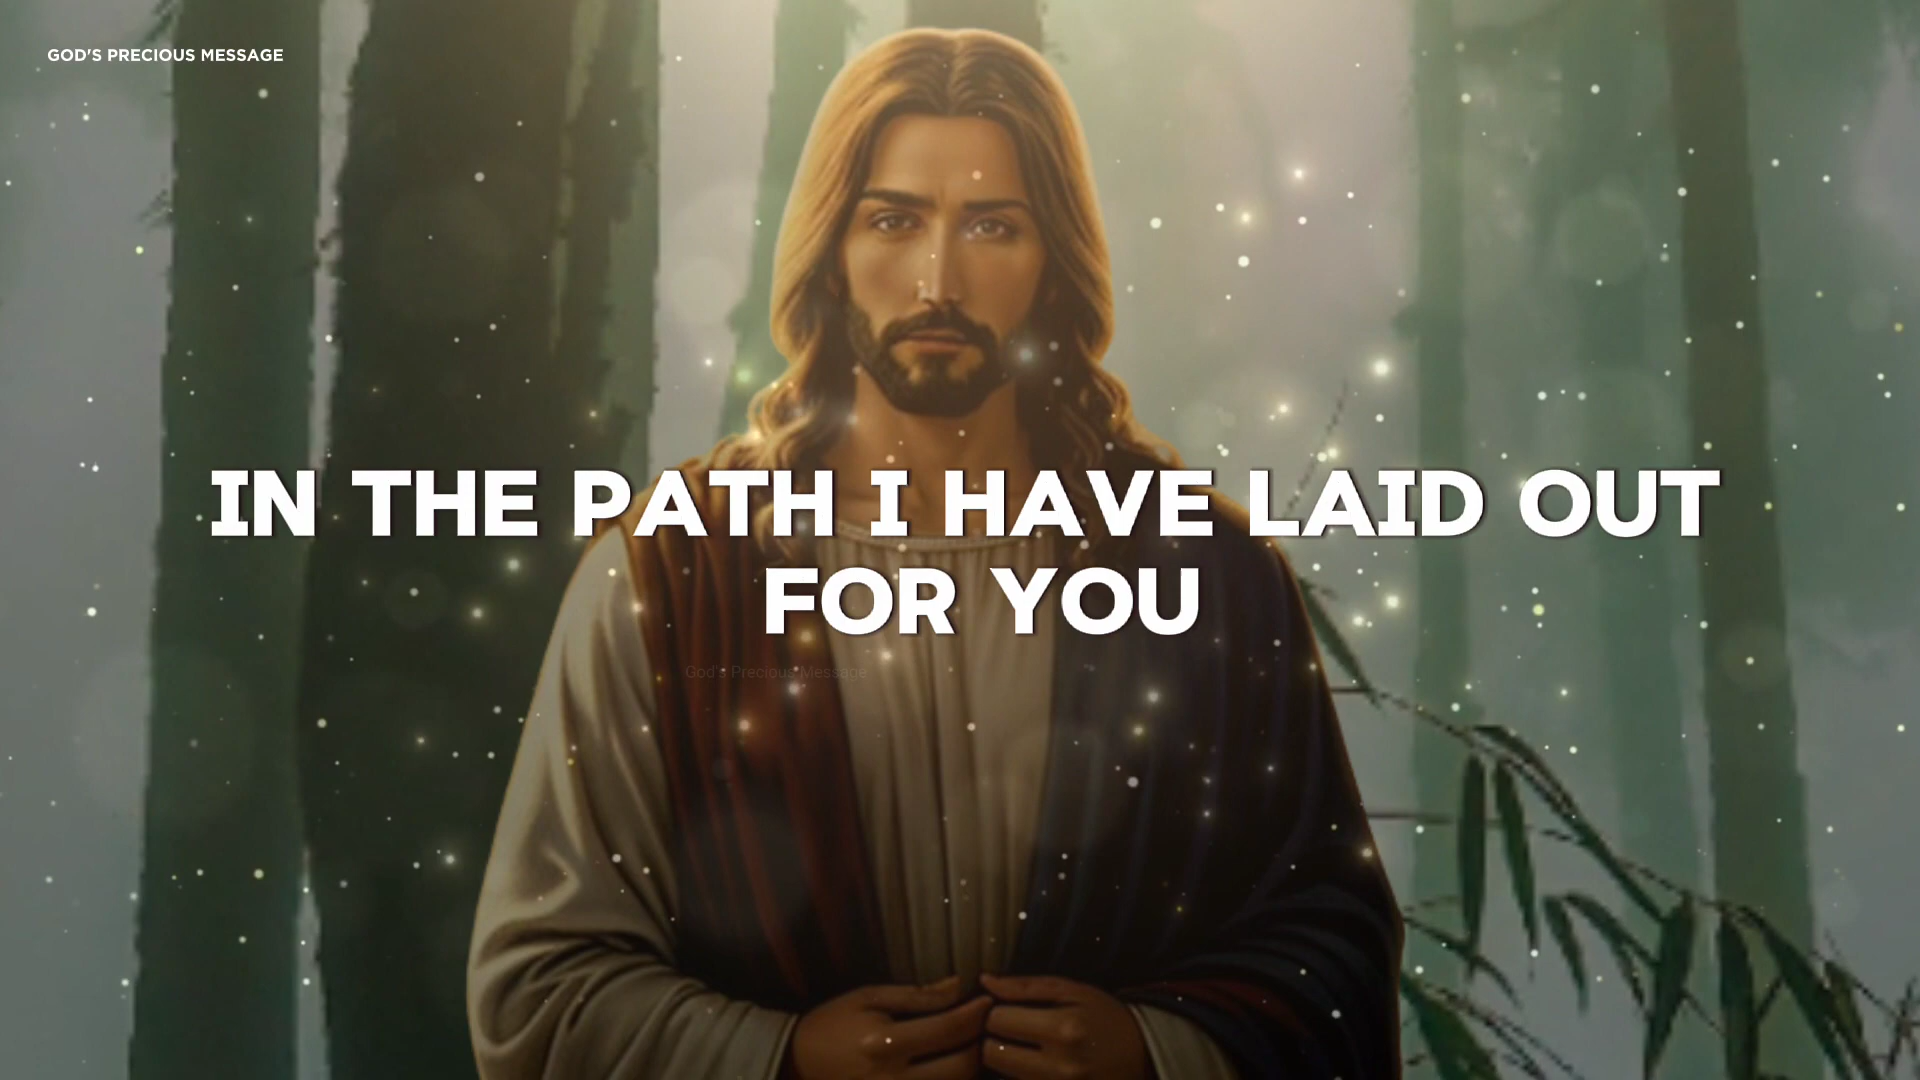 GOD'S PRECIOUS MESSAGE
IN THE PATH I HAVE LAID OUT
FOR YOU
God's Precious Message